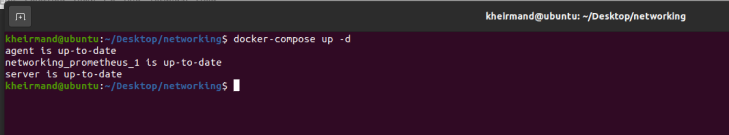 kheirmand@ubuntu: ~/Desktop/networking
kheirmand@ubuntu:~/Desktop/networking$ docker-compose up -d
agent is up-to-date
networking_prometheus_1 is up-to-date
server is up-to-date
kheirmand@ubuntu:~/Desktop/networking$